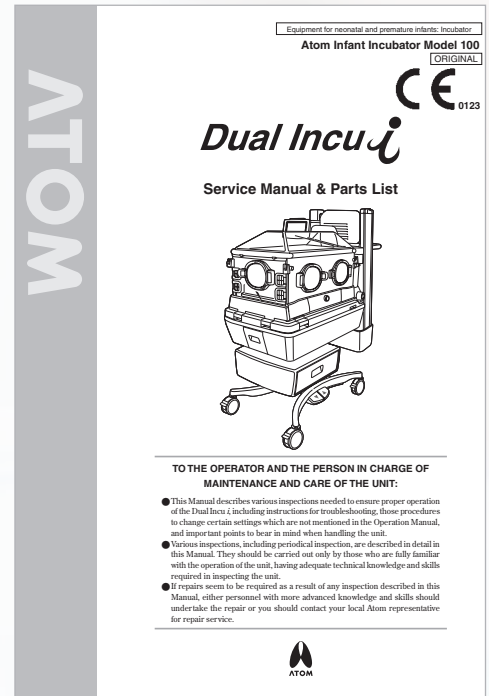 Equipment for neonatal and premature infants: Incubator
Atom Infant Incubator Model 100
ORIGINAL
CE 0123
ATOM
Dual Incu i
Service Manual & Parts List
TO THE OPERATOR AND THE PERSON IN CHARGE OF
MAINTENANCE AND CARE OF THE UNIT:
●This Manual describes various inspections needed to ensure proper operation
of the Dual Incu i, including instructions for troubleshooting, those procedures
to change certain settings which are not mentioned in the Operation Manual,
and important points to bear in mind when handling the unit.
●Various inspections, including periodical inspection, are described in detail in
this Manual. They should be carried out only by those who are fully familiar
with the operation of the unit, having adequate technical knowledge and skills
required in inspecting the unit.
●If repairs seem to be required as a result of any inspection described in this
Manual, either personnel with more advanced knowledge and skills should
undertake the repair or you should contact your local Atom representative
for repair service.
ATOM